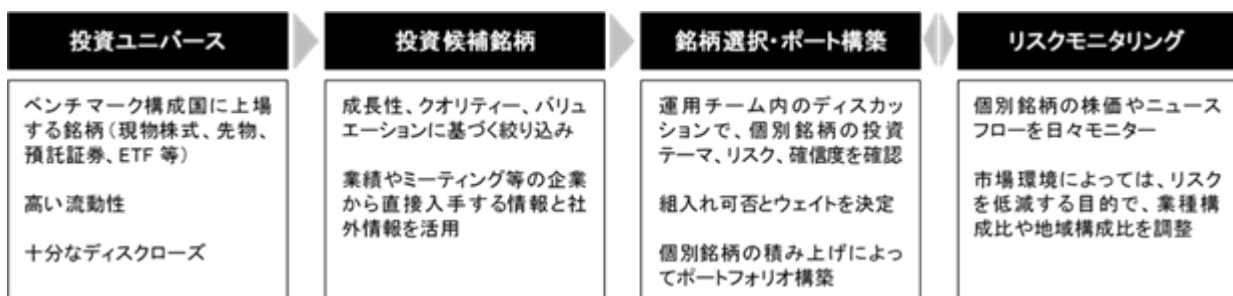 投資ユニバース
ベンチマーク構成国に上場
する銘柄(現物株式、先物、
預託証券、ETF 等)
高い流動性
十分なディスクローズ
投資候補銘柄
成長性、クオリティー、バリュ
エーションに基づく絞り込み
業績やミーティング等の企業
から直接入手する情報と社
外情報を活用
銘柄選択・ポート構築
運用チーム内のディスカッ
ションで、個別銘柄の投資
テーマ、リスク、確信度を確認
組入れ可否とウェイトを決定
個別銘柄の積み上げによっ
てポートフォリオ構築
リスクモニタリング
個別銘柄の株価やニュース
フローを日々モニター
市場環境によっては、リスク
を低減する目的で、業種構
成比や地域構成比を調整